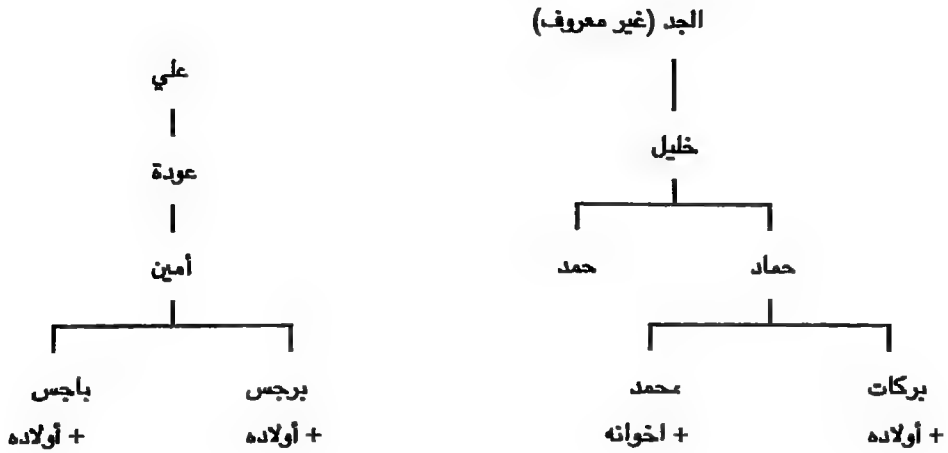 الجد (غير معروف)
خليل
حماد
حمد
بركات
+ أولاده
محمد
+ اخوانه
علي
عودة
أمين
برجس
+ أولاده
باجس
+ أولاده